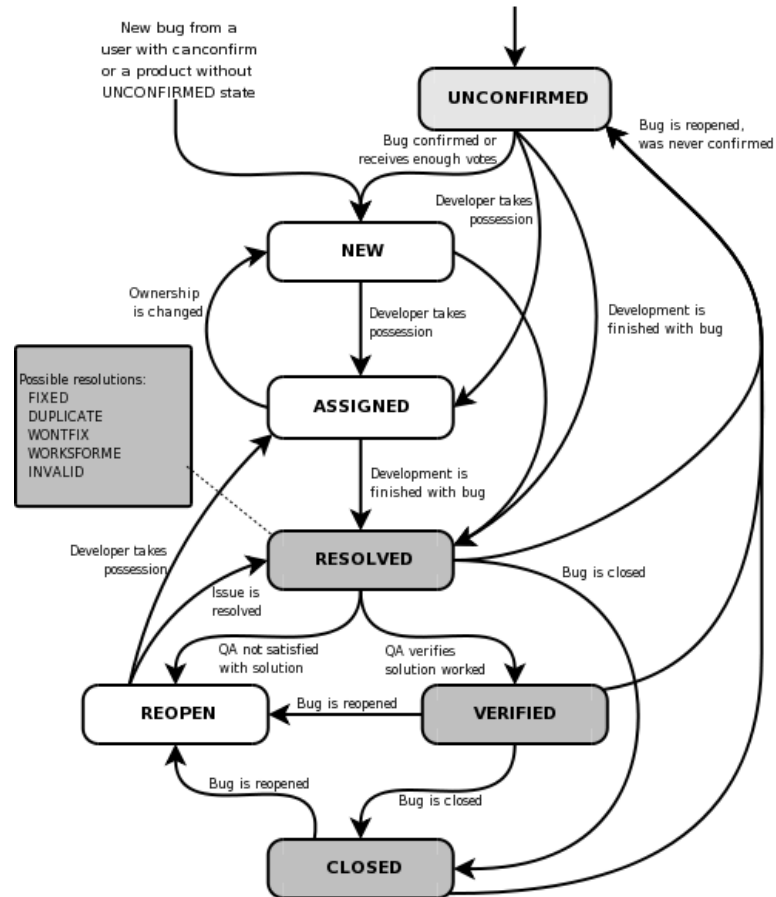 New bug from a
user with canconfirm
or a product without
UNCONFIRMED state
UNCONFIRMED
Bug is reopened,
was never confirmed
Bug confirmed or
receives enough votes
Developer takes
possession
NEW
Ownership
is changed
Developer takes
possession
Development is
finished with bug
Possible resolutions:
FIXED
DUPLICATE
WONTFIX
WORKSFORME
INVALID
ASSIGNED
Development is
finished with bug
Developer takes
possession
RESOLVED
Bug is closed
Issue is
resolved
QA not satisfied
with solution
QA verifies
solution worked
REOPEN
Bug is reopened
VERIFIED
Bug is reopened
Bug is closed
CLOSED